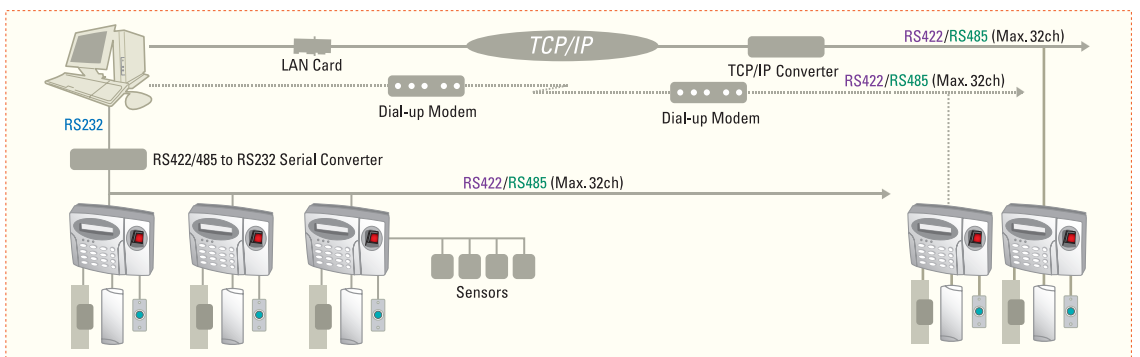 TCP/IP
RS422/RS485 (Max. 32ch)
LAN Card
TCP/IP Converter
RS422/RS485 (Max. 32ch)
Dial-up Modem
Dial-up Modem
RS232
RS422/485 to RS232 Serial Converter
RS422/RS485 (Max. 32ch)
Sensors